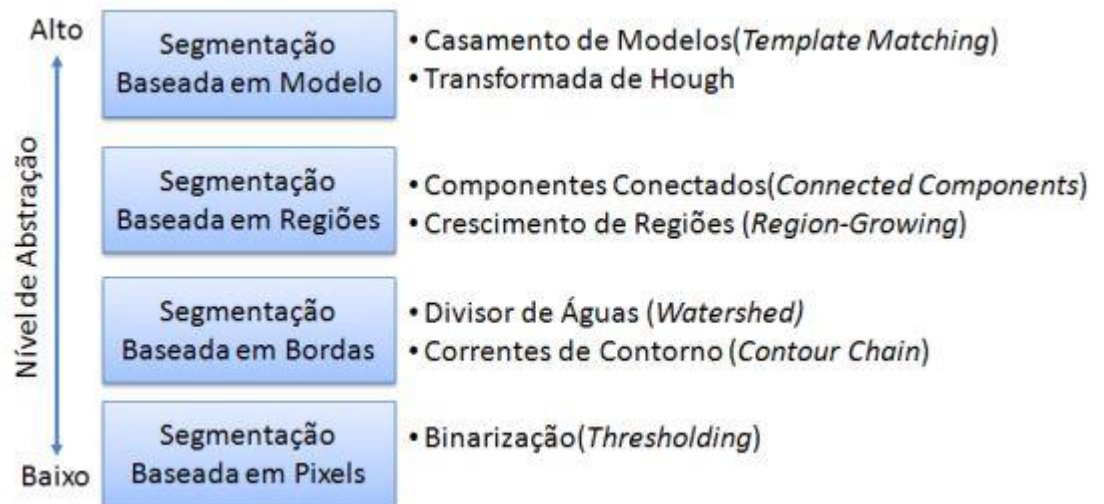 Alto
Segmentação
Baseada em Modelo
• Casamento de Modelos(Template Matching)
• Transformada de Hough
Nível de Abstração
Segmentação
Baseada em Regiões
• Componentes Conectados(Connected Components)
• Crescimento de Regiões (Region-Growing)
Segmentação
Baseada em Bordas
• Divisor de Águas (Watershed)
• Correntes de Contorno (Contour Chain)
Segmentação
Baseada em Pixels
• Binarização(Thresholding)
Baixo